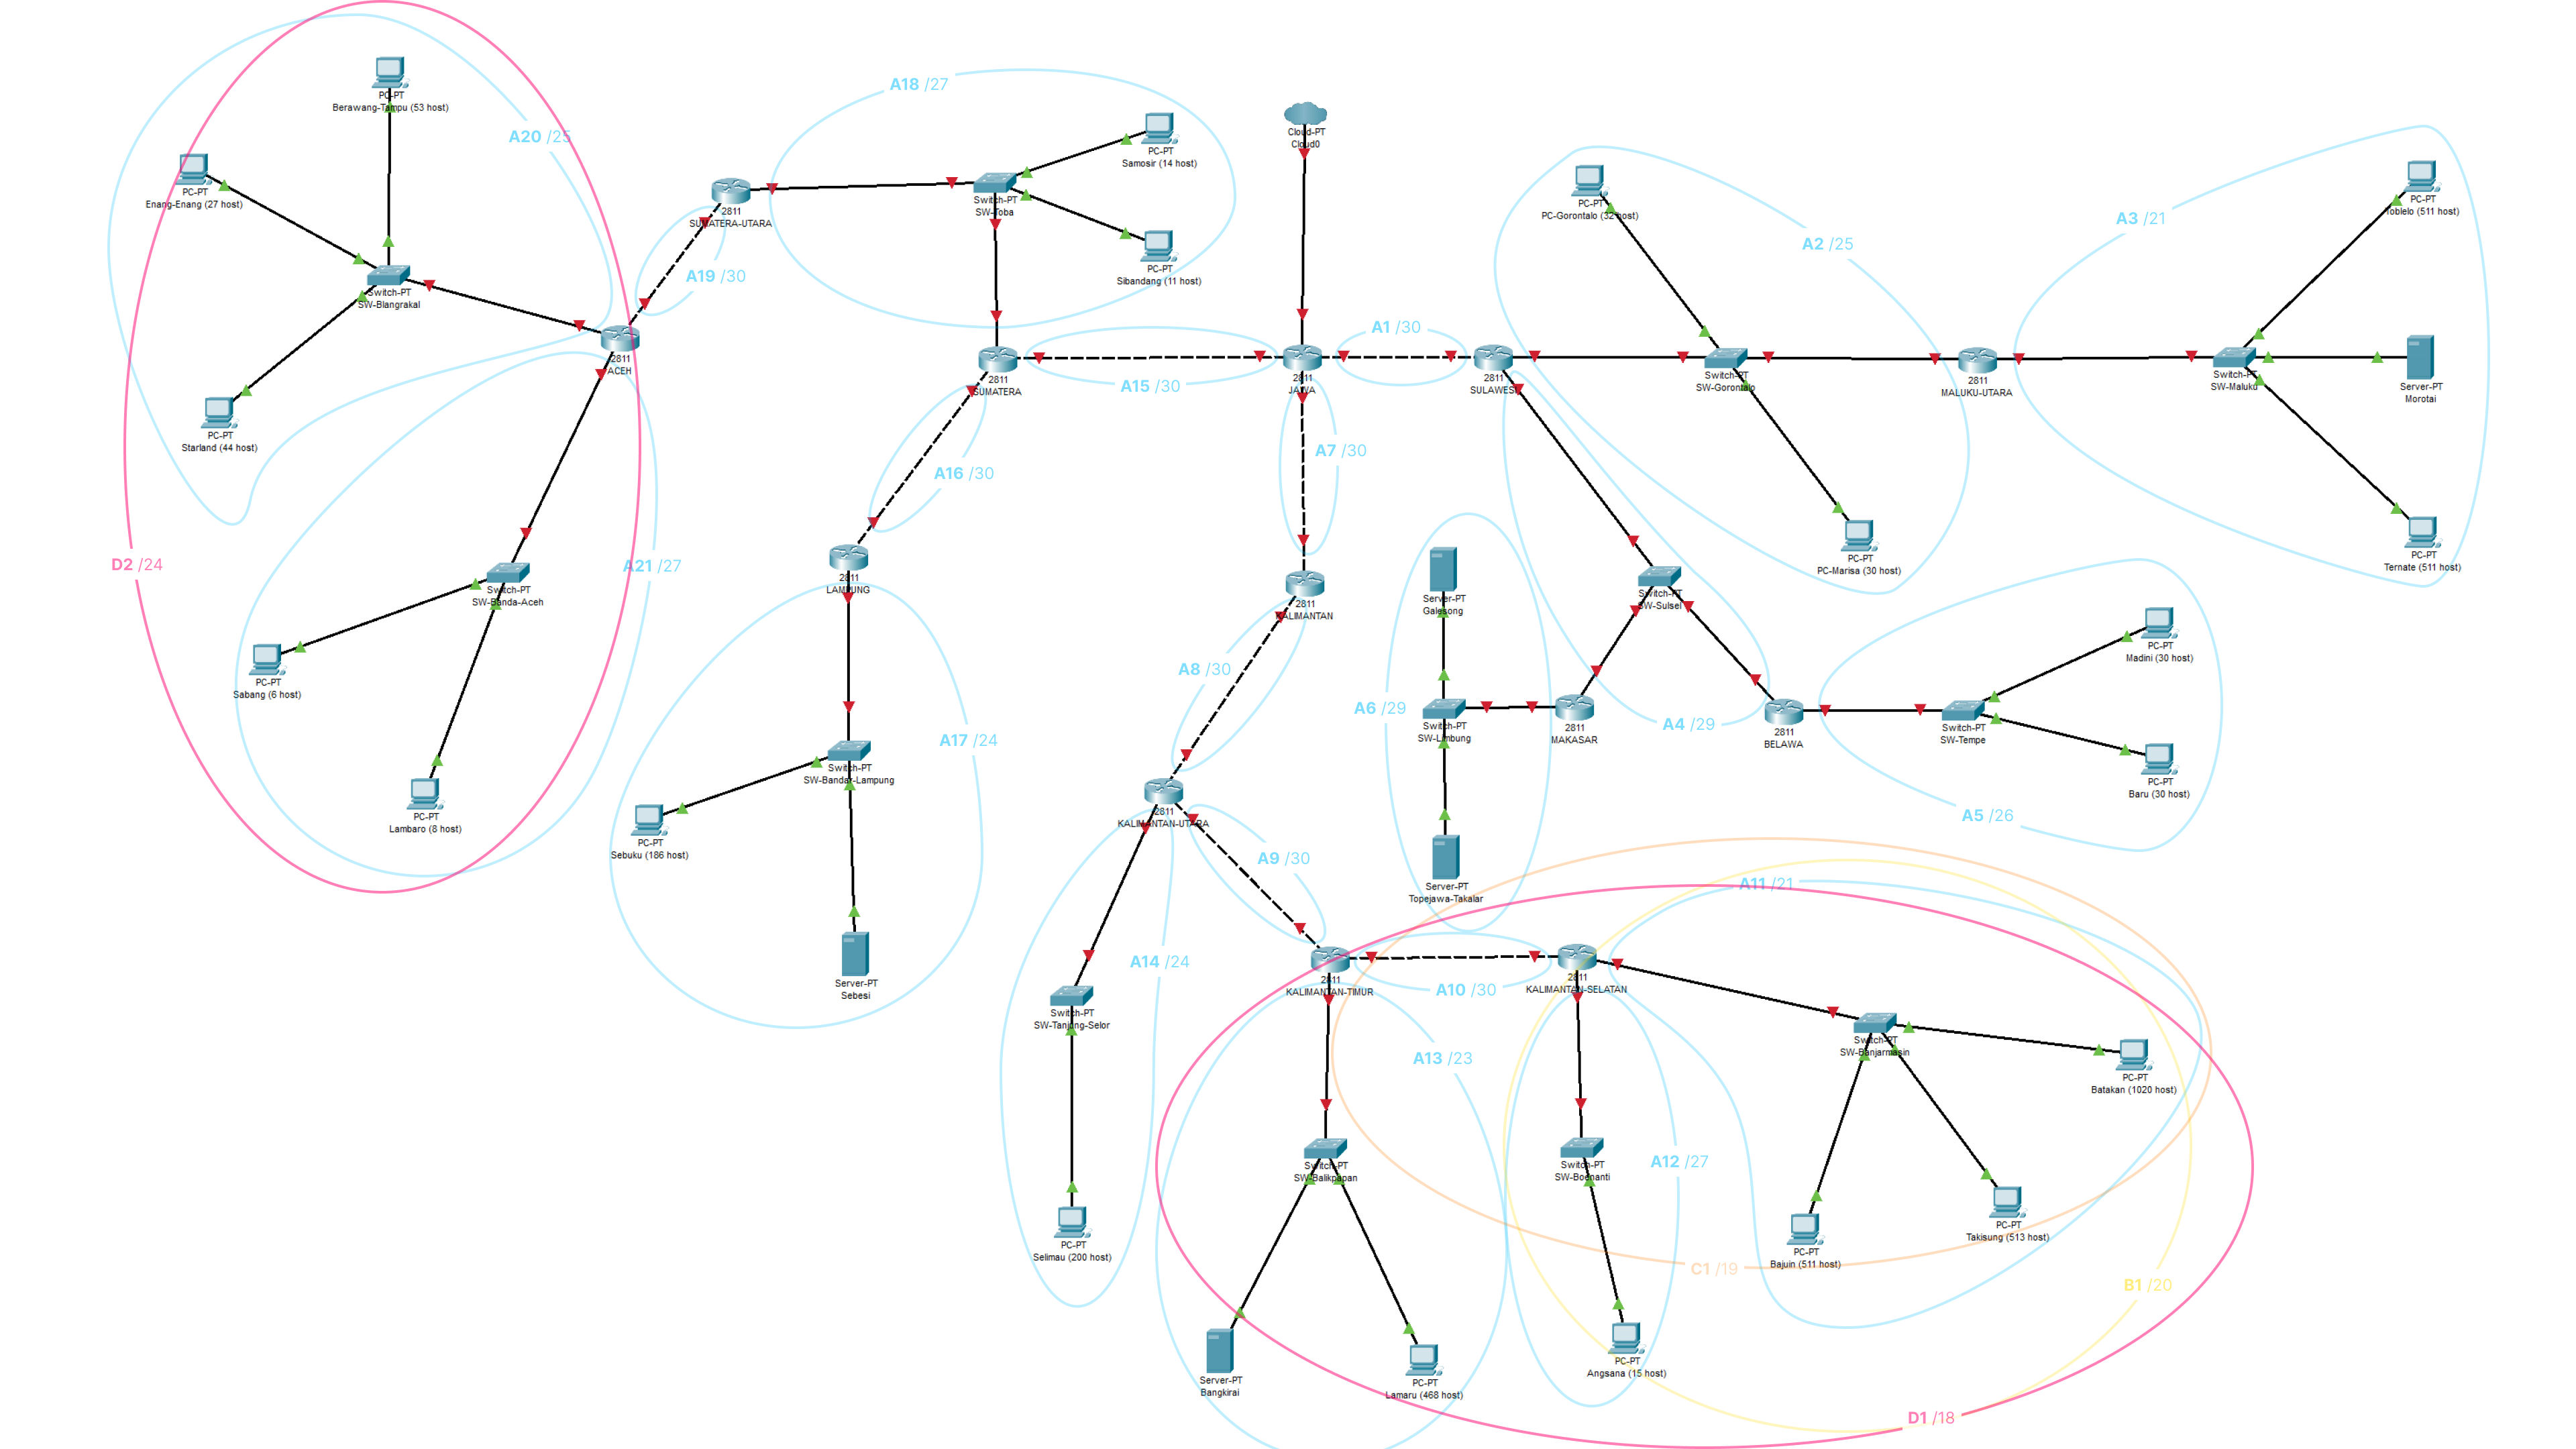 PC-PT
Berawang-Tampu (53 host)
A20 /25
PC-PT
Enang-Enang (27 host)
Switch-PT
SW-Blangrakal
PC-PT
Starland (44 host)
2811
ACEH
D2 /24
A21 /27
Switch-PT
SW-Banda-Aceh
PC-PT
Sabang (6 host)
PC-PT
Lambaro (8 host)
A18 /27
2811
SUMATERA-UTARA
A19 /30
Switch-PT
SW-Toba
PC-PT
Samosir (14 host)
PC-PT
Sibandang (11 host)
Cloud-PT
Cloud0
2811
SUMATERA
A15 /30
2811
JAWA
A1 /30
2811
SULAWESI
A16 /30
A7 /30
2811
LAMPUNG
A17 /24
Switch-PT
SW-Bandar-Lampung
PC-PT
Sebuku (186 host)
Server-PT
Sebesi
PC-PT
PC-Gorontalo (32 host)
A2 /25
Switch-PT
SW-Gorontalo
PC-PT
PC-Marisa (30 host)
2811
MALUKU-UTARA
A3 /21
PC-PT
Toblelo (511 host)
Switch-PT
SW-Maluku
Server-PT
Morotai
PC-PT
Ternate (511 host)
2811
KALIMANTAN
A8 /30
Server-PT
Galesong
A6 /29
Switch-PT
SW-Limbung
2811
MAKASAR
Server-PT
Topejawa-Takalar
Switch-PT
SW-Sulsel
A4 /29
2811
BELAWA
Switch-PT
SW-Tempe
PC-PT
Madini (30 host)
PC-PT
Baru (30 host)
A5 /26
2811
KALIMANTAN-UTARA
A9 /30
A14 /24
Switch-PT
SW-Tanjung-Selor
PC-PT
Selimau (200 host)
2811
KALIMANTAN-TIMUR
A10 /30
2811
KALIMANTAN-SELATAN
A11 /21
A13 /23
Switch-PT
SW-Balikpapan
Server-PT
Bangkirai
PC-PT
Lamaru (468 host)
A12 /27
Switch-PT
SW-Boenanti
PC-PT
Angsana (15 host)
Switch-PT
SW-Banjarmasin
PC-PT
Batakan (1020 host)
PC-PT
Takisung (513 host)
PC-PT
Bajuin (511 host)
C1 /19
B1 /20
D1 /18